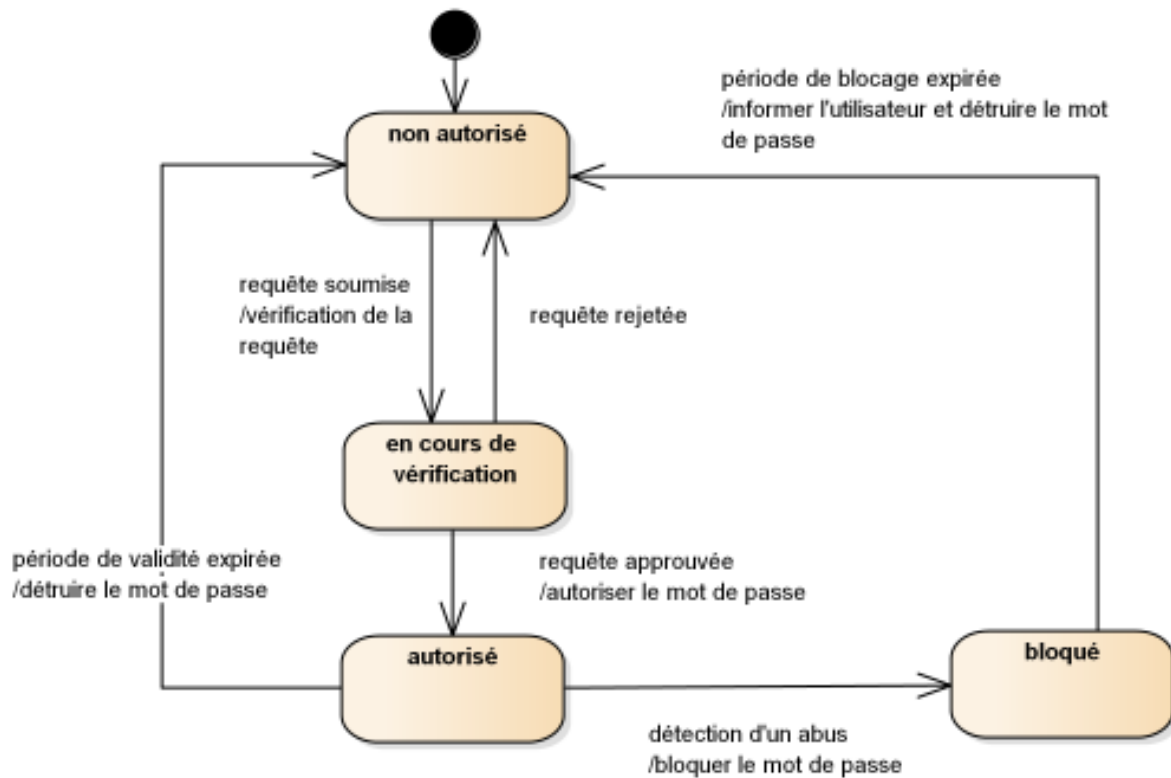 période de blocage expirée
/informer l'utilisateur et détruire le mot
de passe
non autorisé
requête soumise
/vérification de la
requête
requête rejetée
en cours de
vérification
période de validité expirée
/détruire le mot de passe
requête approuvée
/autoriser le mot de passe
autorisé
bloqué
détection d'un abus
/bloquer le mot de passe